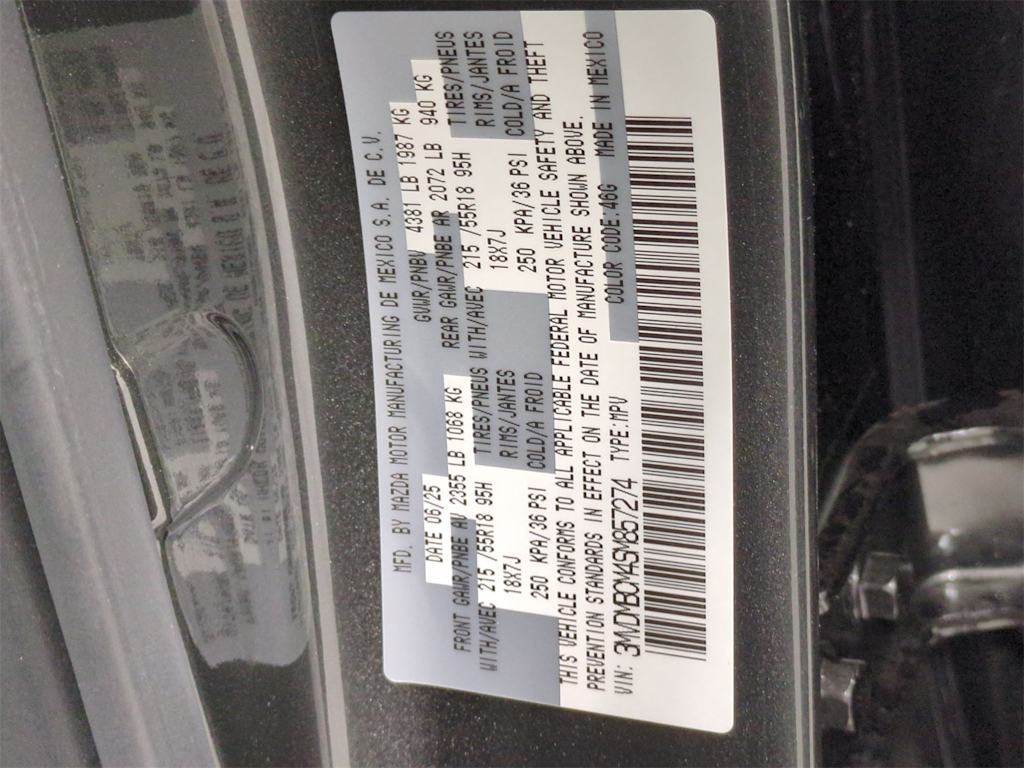 MFD. BY MAZDA MOTOR MANUFACTURING DE MEXICO S.A. DE C.V.
DATE 06/25 GVWR/PNBV 4381 LB 1987 KG
FRONT GAWR/PNBE AV 2355 LB 1068 KG REAR GAWR/PNBE AR 2072 LB 940 KG
WITH/AVEC 215/55R18 95H TIRES/PNEUS WITH/AVEC 215/55R18 95H TIRES/PNEUS
18X7J RIMS/JANTES 18X7J RIMS/JANTES
250 KPA/36 PSI COLD/A FROID 250 KPA/36 PSI COLD/A FROID
THIS VEHICLE CONFORMS TO ALL APPLICABLE FEDERAL MOTOR VEHICLE SAFETY AND THEFT
PREVENTION STANDARDS IN EFFECT ON THE DATE OF MANUFACTURE SHOWN ABOVE.
VIN: 3MVDMBCM4SM857274 TYPE:MPV COLOR CODE:46G MADE IN MEXICO